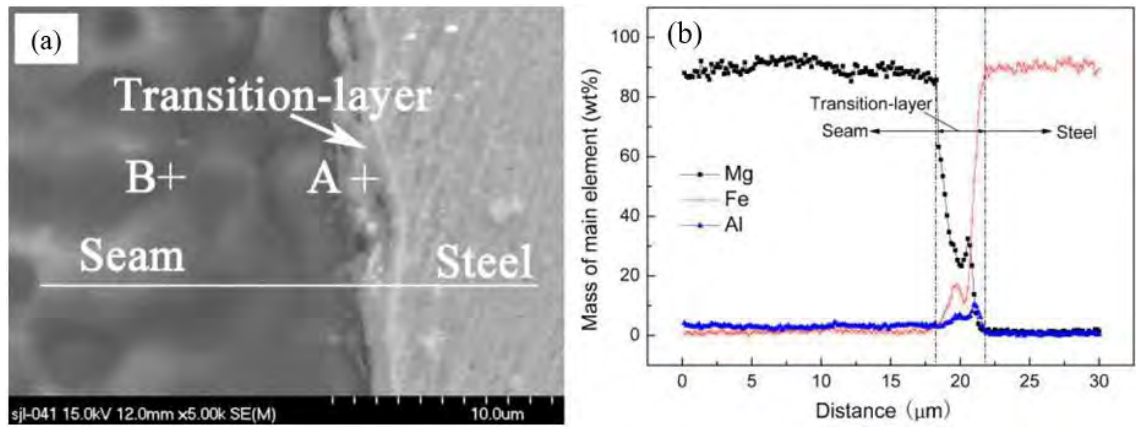 (a)
Transition-layer
B+
A +
Seam
Steel
sjl-041 15.0kV 12.0mm x5.00k SE(M)
10.0um
(b)
100
80
60
40
20
0
Mass of main element (wt%)
Transition-layer
Seam
Steel
Mg
Fe
Al
0 5 10 15 20 25 30
Distance (μm)